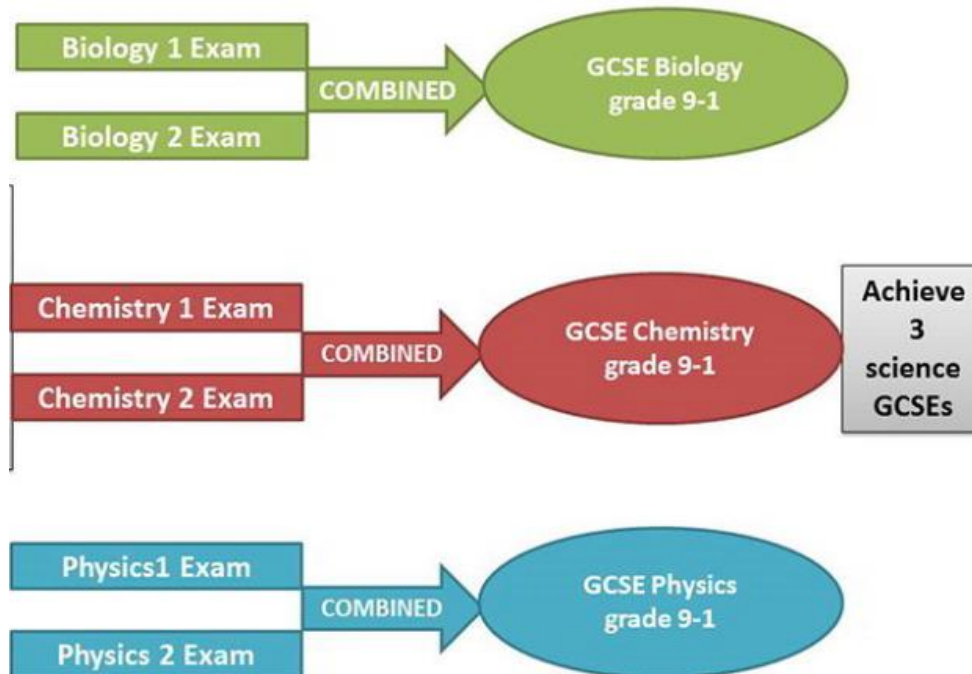 Biology 1 Exam
COMBINED
Biology 2 Exam
GCSE Biology
grade 9-1
Chemistry 1 Exam
COMBINED
Chemistry 2 Exam
GCSE Chemistry
grade 9-1
Achieve
3
science
GCSEs
Physics1 Exam
COMBINED
Physics 2 Exam
GCSE Physics
grade 9-1